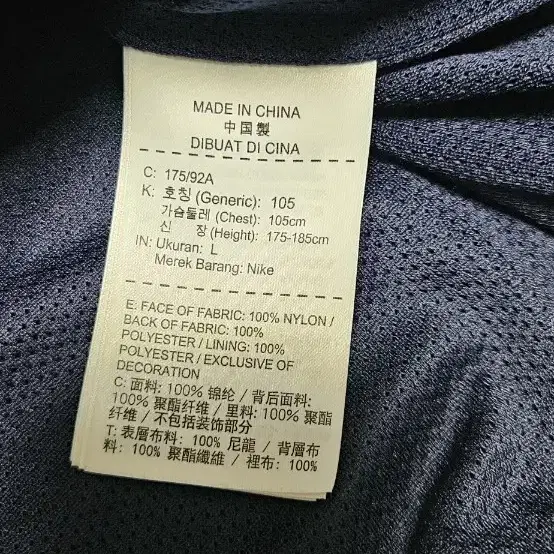 MADE IN CHINA
中国製
DIBUAT DI CINA
C: 175/92A
K: 호칭 (Generic): 105
가슴둘레 (Chest): 105cm
신 장 (Height): 175-185cm
IN: Ukuran: L
Merek Barang: Nike
E: FACE OF FABRIC: 100% NYLON /
BACK OF FABRIC: 100%
POLYESTER / LINING: 100%
POLYESTER / EXCLUSIVE OF
DECORATION
C: 面料: 100% 锦纶 / 背后面料:
100% 聚酯纤维 / 里料: 100% 聚酯
纤维 / 不包括装饰部分
T: 表層布料: 100% 尼龍 / 背層布
料: 100% 聚酯纖維 / 裡布: 100%